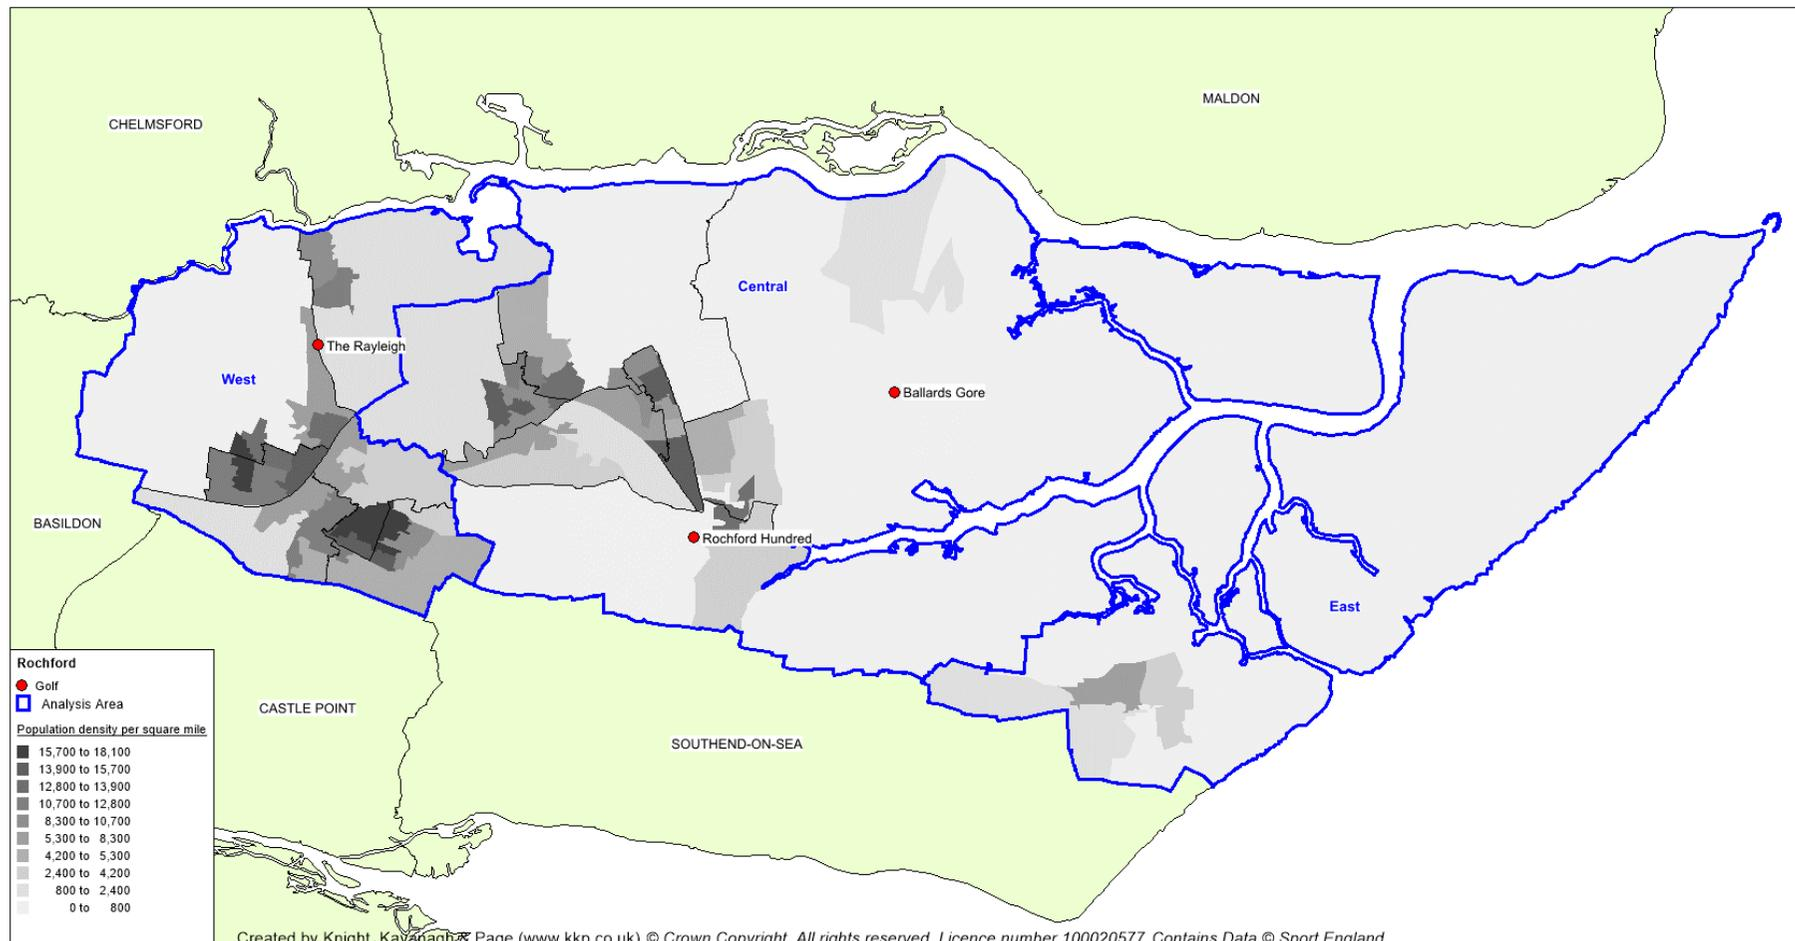 MALDON
CHELMSFORD
Central
The Rayleigh
West
Ballards Gore
BASILDON
Rochford Hundred
East
Rochford
Golf
Analysis Area
CASTLE POINT
Population density per square mile
SOUTHEND-ON-SEA
15,700 to 18,100
13,900 to 15,700
12,800 to 13,900
10,700 to 12,800
8,300 to 10,700
5,300 to 8,300
4,200 to 5,300
2,400 to 4,200
800 to 2,400
0 to 800
Created by Knight, Kavanagh & Page (www.kkp.co.uk) © Crown Copyright. All rights reserved. Licence number 100020577. Contains Data © Sport England